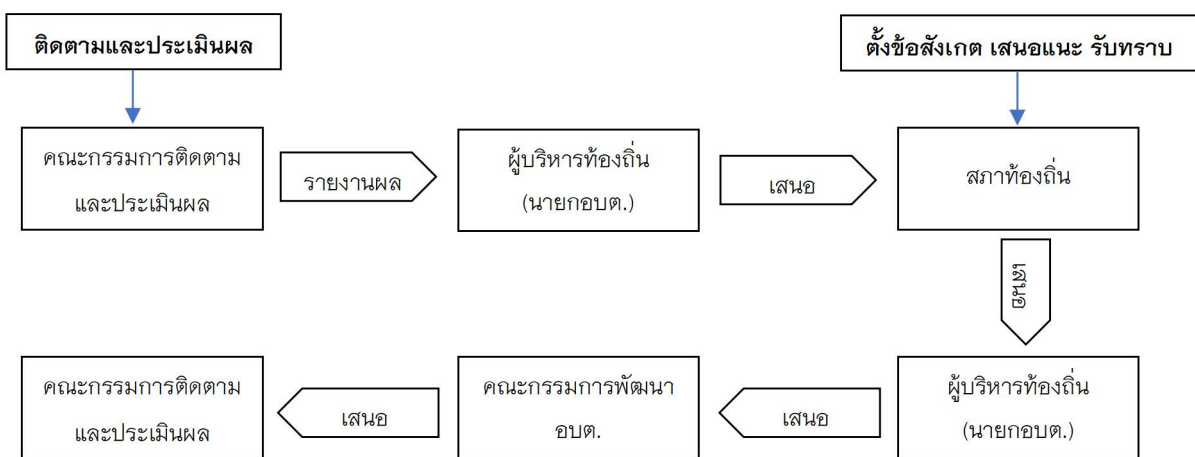 ติดตามและประเมินผล
ตั้งข้อสังเกต เสนอแนะ รับทราบ
คณะกรรมการติดตาม
และประเมินผล
รายงานผล
ผู้บริหารท้องถิ่น
(นายกอบต.)
เสนอ
สภาท้องถิ่น
เสนอ
ผู้บริหารท้องถิ่น
(นายกอบต.)
เสนอ
คณะกรรมการพัฒนา
อบต.
เสนอ
คณะกรรมการติดตาม
และประเมินผล